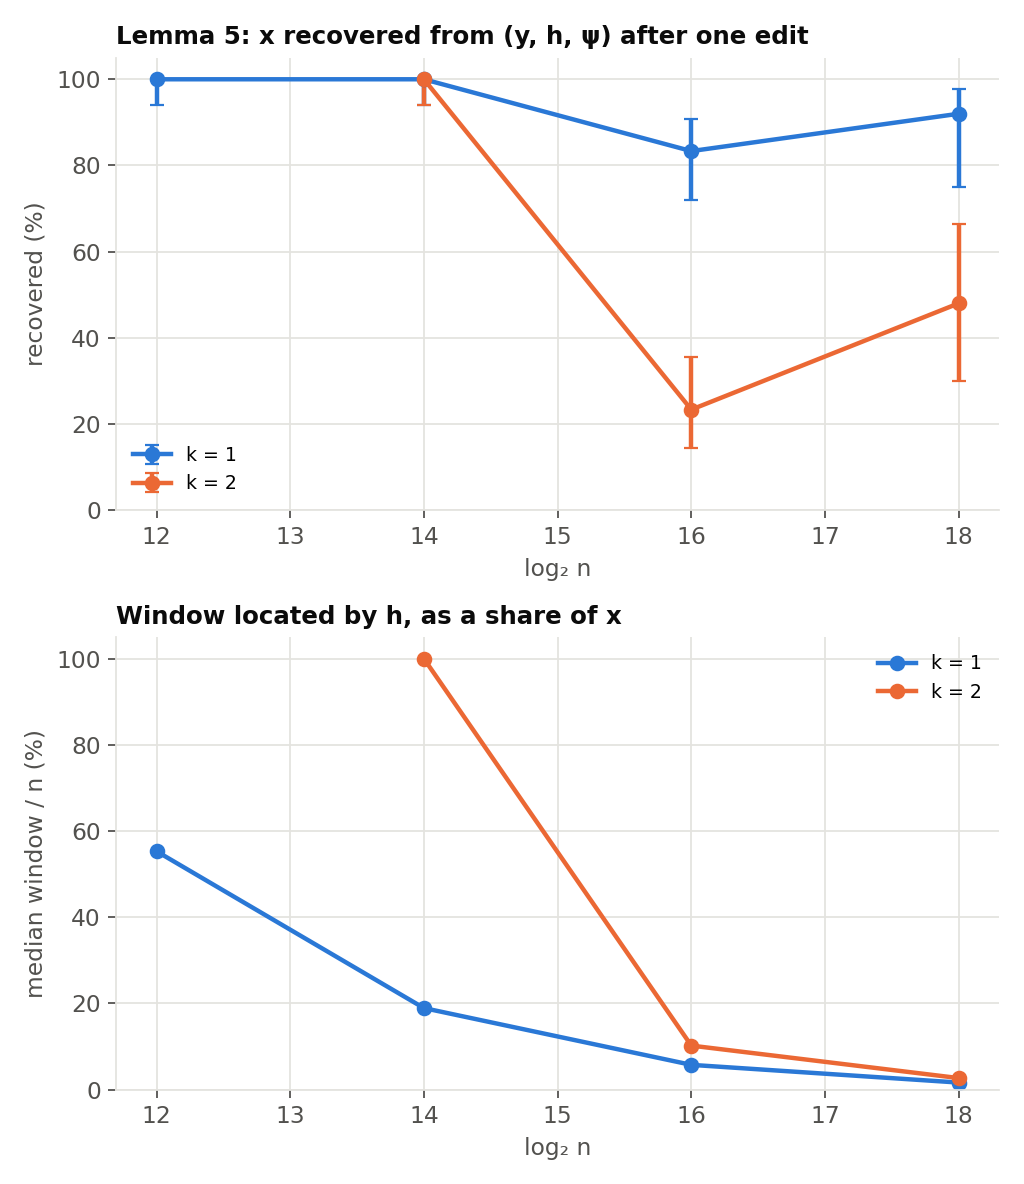 Lemma 5: x recovered from (y, h, ψ) after one edit
recovered (%)
100
80
60
40
20
0
k = 1
k = 2
12 13 14 15 16 17 18
log₂ n
Window located by h, as a share of x
median window / n (%)
100
80
60
40
20
0
k = 1
k = 2
12 13 14 15 16 17 18
log₂ n